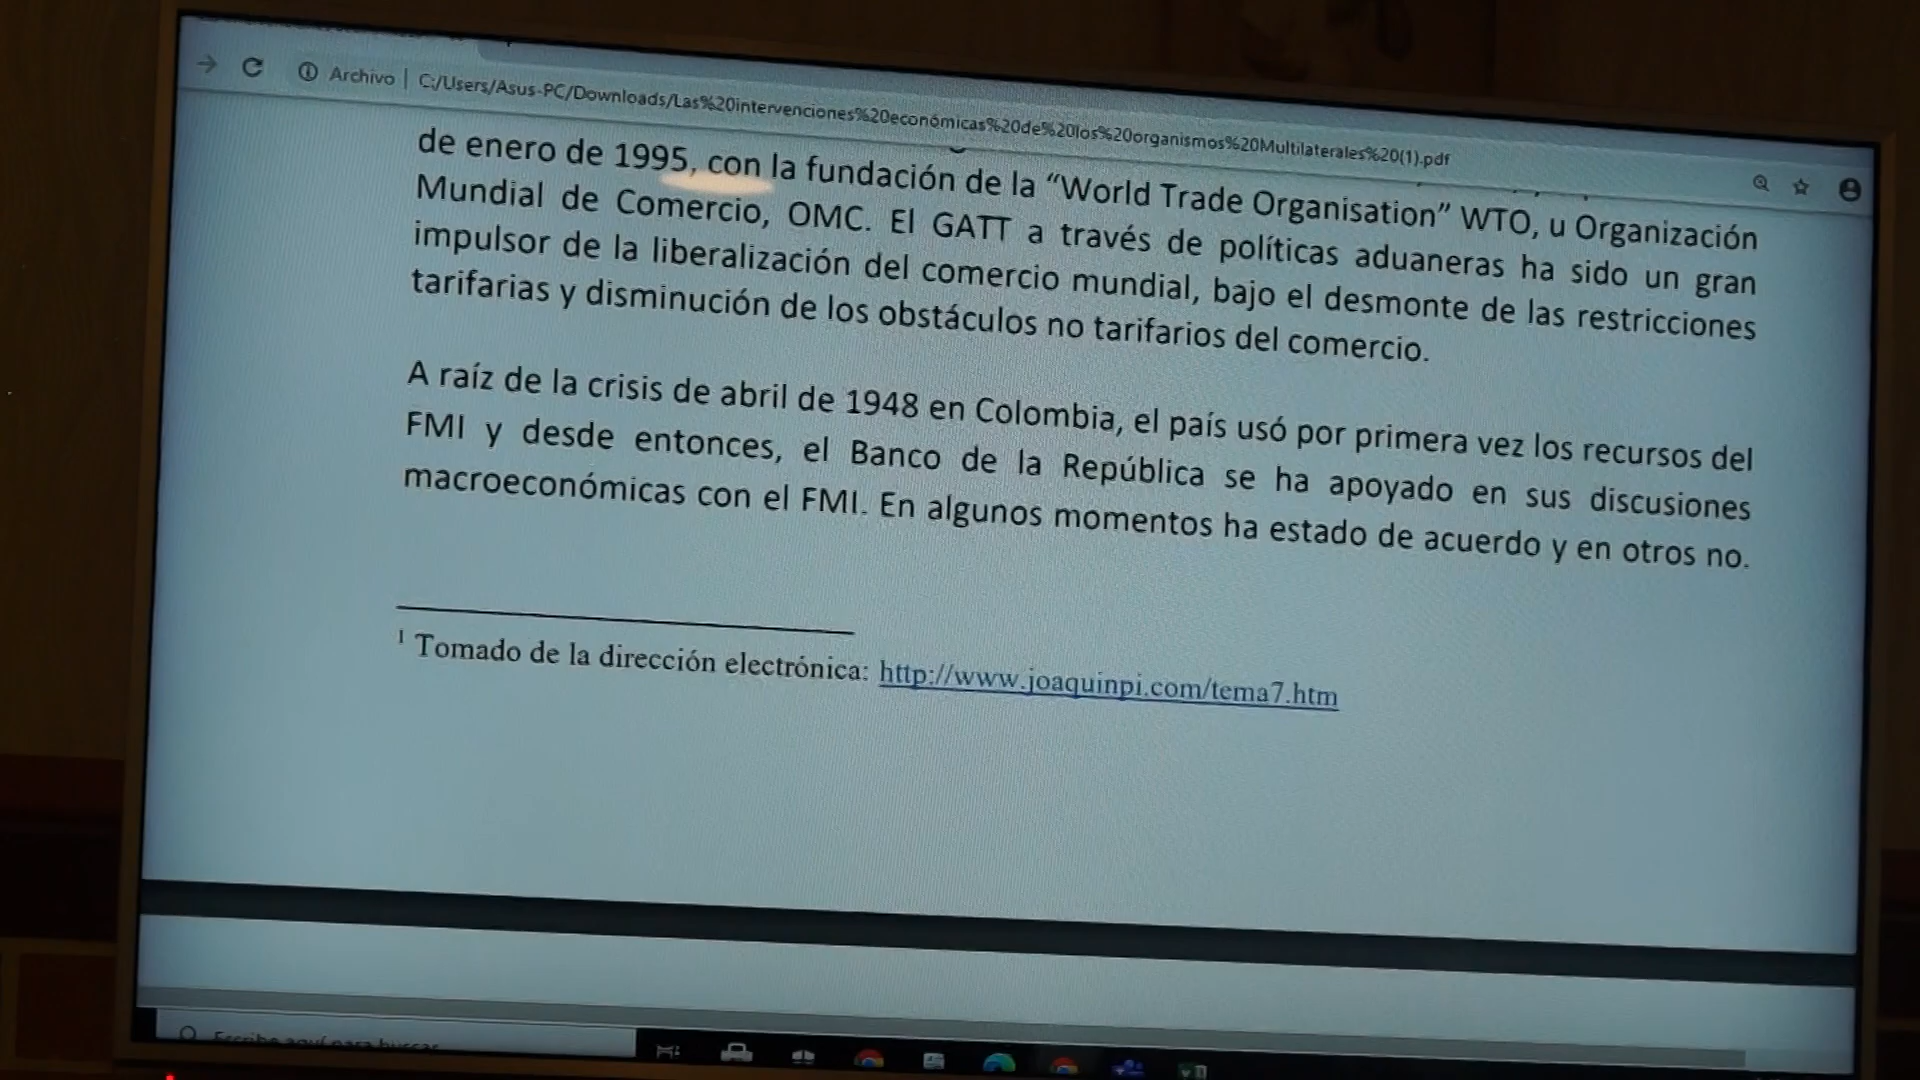 Archivo | C:/Users/Asus-PC/Downloads/Las%20intervenciones%20económicas%20de%20los%20organismos%20Multilaterales%20(1).pdf
de enero de 1995, con la fundación de la “World Trade Organisation” WTO, u Organización
Mundial de Comercio, OMC. El GATT a través de políticas aduaneras ha sido un gran
impulsor de la liberalización del comercio mundial, bajo el desmonte de las restricciones
tarifarias y disminución de los obstáculos no tarifarios del comercio.
A raíz de la crisis de abril de 1948 en Colombia, el país usó por primera vez los recursos del
FMI y desde entonces, el Banco de la República se ha apoyado en sus discusiones
macroeconómicas con el FMI. En algunos momentos ha estado de acuerdo y en otros no.
1 Tomado de la dirección electrónica: http://www.joaquinpi.com/tema7.htm
Escribe aquí para buscar